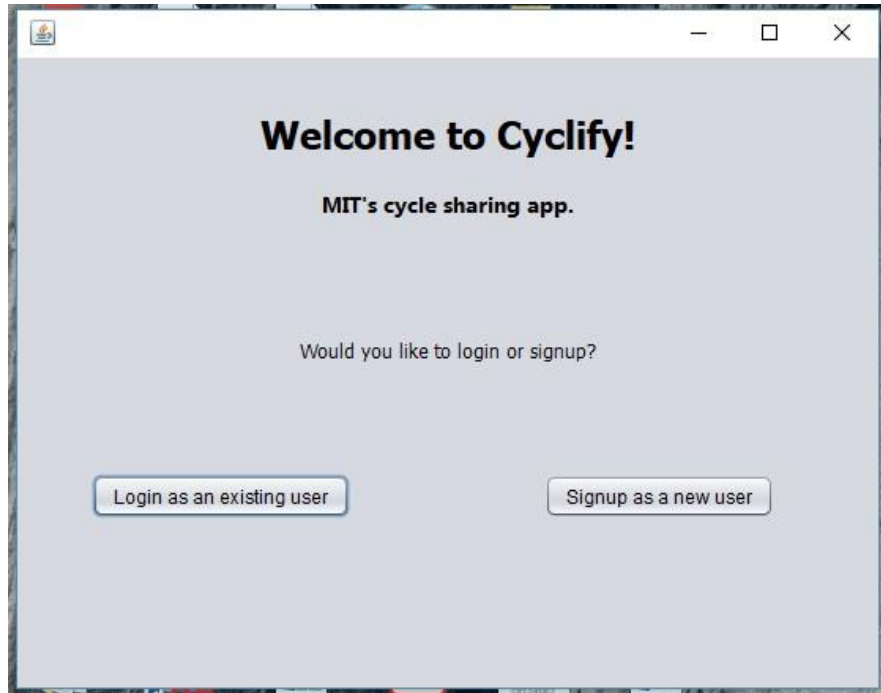 Welcome to Cyclify!
MIT's cycle sharing app.
Would you like to login or signup?
Login as an existing user
Signup as a new user